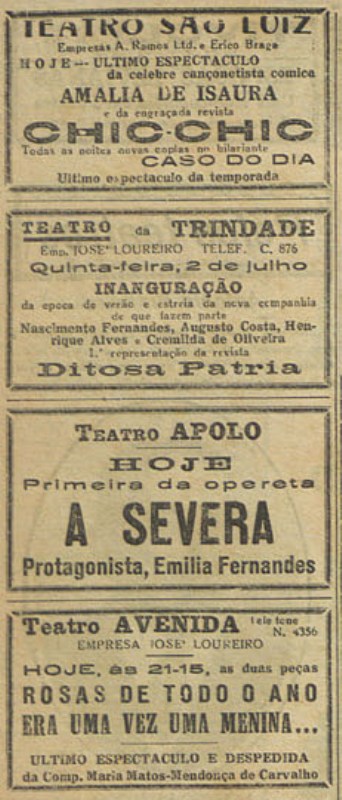 TEATRO SÃO LUIZ
Empresas A. Ramos Ltd. e Erico Braga
HOJE — ULTIMO ESPECTACULO
da celebre cançonetista comica
AMALIA DE ISAURA
e da engraçada revista
CHIC-CHIC
Todas as noites novas coplas no hilariante
CASO DO DIA
Ultimo espectaculo da temporada
TEATRO da TRINDADE
Emp. JOSE' LOUREIRO TELEF. C. 876
Quinta-feira, 2 de julho
INANGURAÇÃO
da epoca de verão e estreia da nova companhia
de que fazem parte
Nascimento Fernandes, Augusto Costa, Hen-
rique Alves e Cremilda de Oliveira
1.ª representação da revista
Ditosa Patria
TEATRO APOLO
HOJE
Primeira da opereta
A SEVERA
Protagonista, Emilia Fernandes
Teatro AVENIDA Telefone
N. 4356
EMPRESA JOSE' LOUREIRO
HOJE, ás 21-15, as duas peças
ROSAS DE TODO O ANO
ERA UMA VEZ UMA MENINA...
ULTIMO ESPECTACULO E DESPEDIDA
da Comp. Maria Matos-Mendonça de Carvalho